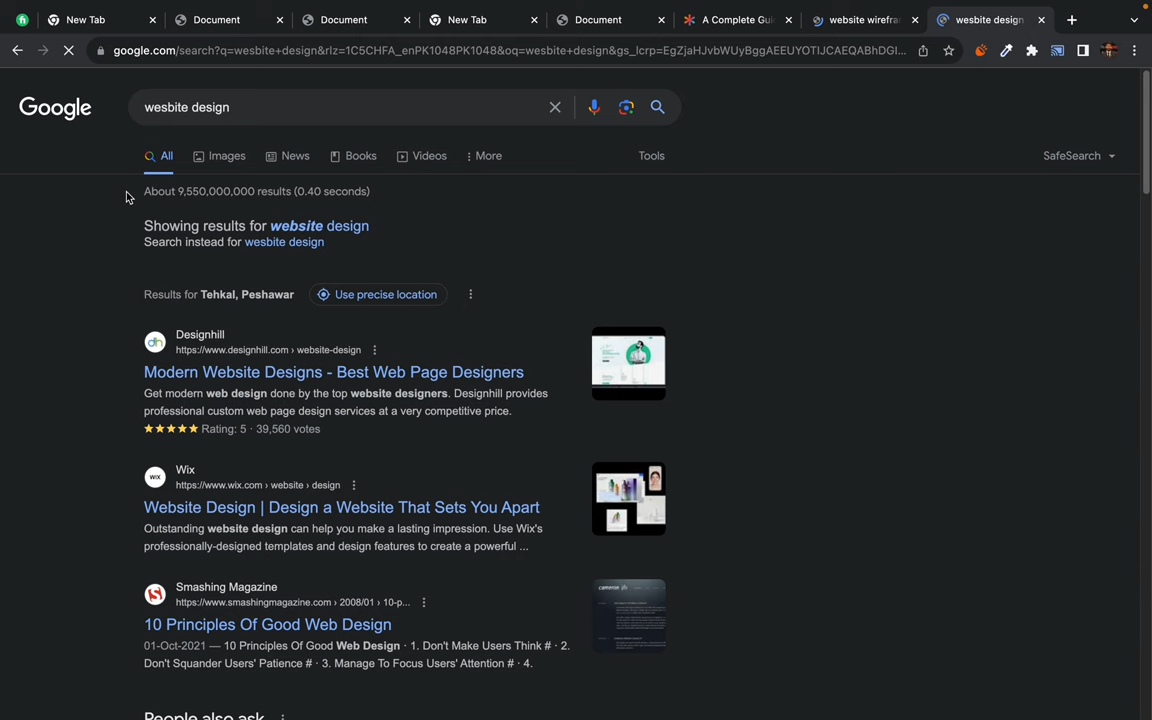 New Tab
Document
Document
New Tab
Document
A Complete Gui
website wirefra
wesbite design
google.com/search?q=wesbite+design&rlz=1C5CHFA_enPK1048PK1048&oq=wesbite+design&gs_lcrp=EgZjaHJvbWUyBggAEEUYOTIJCAEQABhDGI...
Google
wesbite design
All
Images
News
Books
Videos
More
Tools
SafeSearch
About 9,550,000,000 results (0.40 seconds)
Showing results for website design
Search instead for wesbite design
Results for Tehkal, Peshawar
Use precise location
Designhill
https://www.designhill.com › website-design
Modern Website Designs - Best Web Page Designers
Get modern web design done by the top website designers. Designhill provides
professional custom web page design services at a very competitive price.
Rating: 5 · 39,560 votes
WIX
Wix
https://www.wix.com › website › design
Website Design | Design a Website That Sets You Apart
Outstanding website design can help you make a lasting impression. Use Wix's
professionally-designed templates and design features to create a powerful ...
Smashing Magazine
https://www.smashingmagazine.com › 2008/01 › 10-p...
10 Principles Of Good Web Design
01-Oct-2021 — 10 Principles Of Good Web Design · 1. Don't Make Users Think # · 2.
Don't Squander Users' Patience # · 3. Manage To Focus Users' Attention # · 4.
People also ask